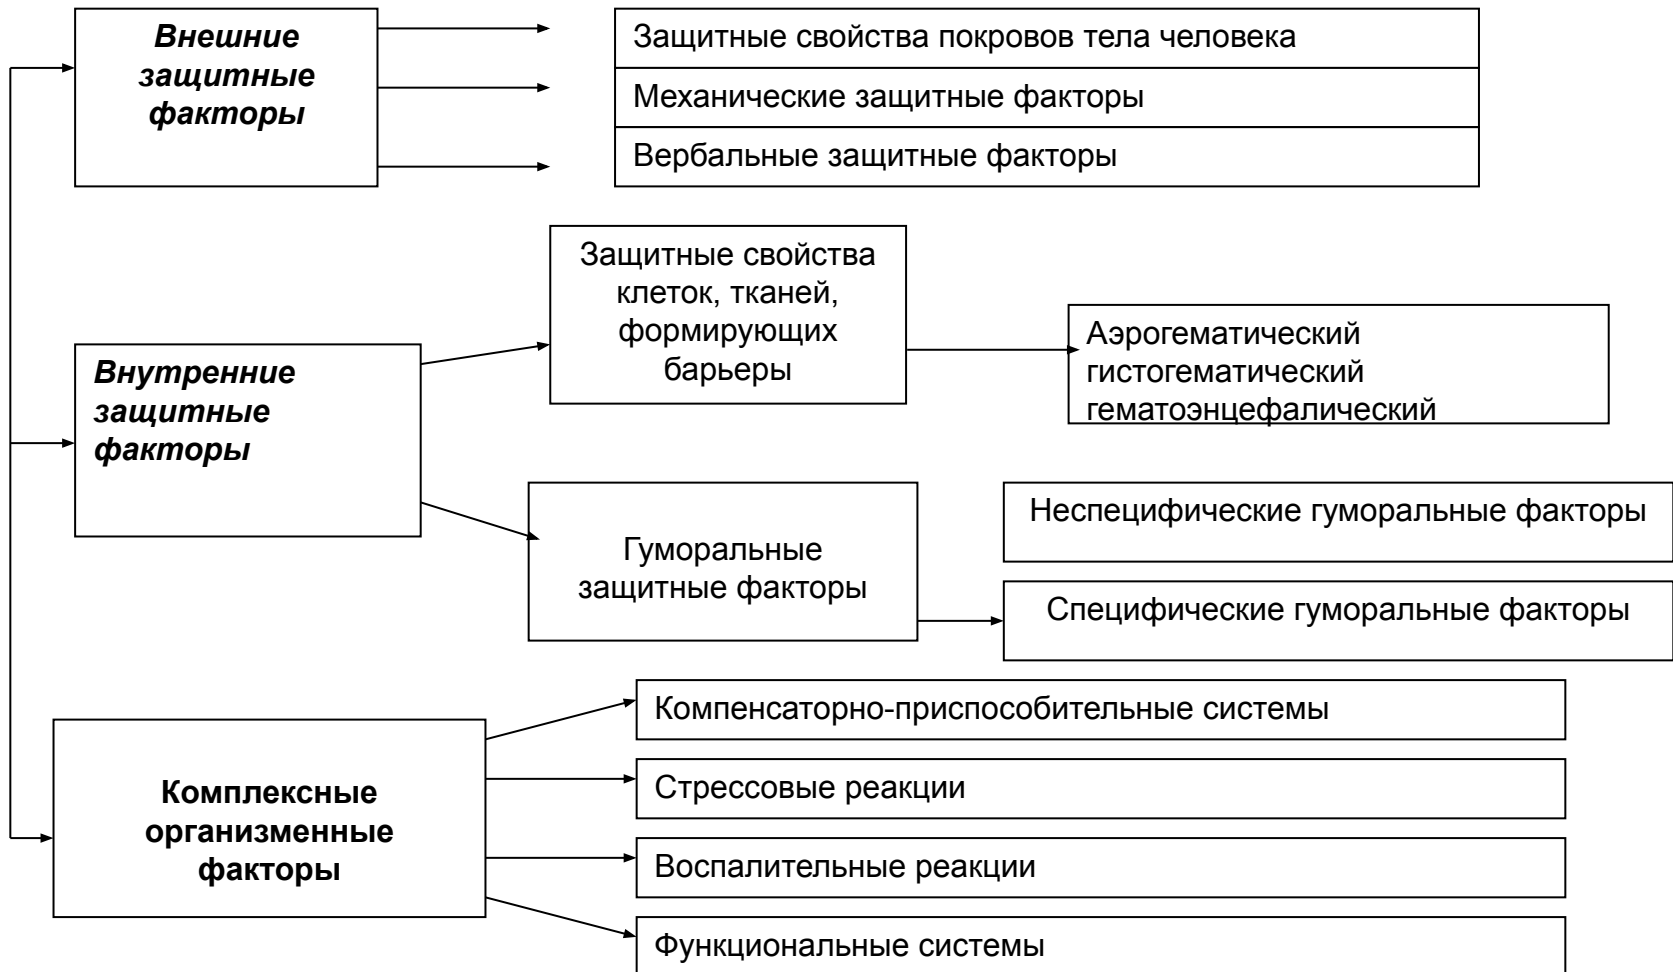 Внешние
защитные
факторы
Защитные свойства покровов тела человека
Механические защитные факторы
Вербальные защитные факторы
Внутренние
защитные
факторы
Защитные свойства
клеток, тканей,
формирующих
барьеры
Аэрогематический
гистогематический
гематоэнцефалический
Гуморальные
защитные факторы
Неспецифические гуморальные факторы
Специфические гуморальные факторы
Комплексные
организменные
факторы
Компенсаторно-приспособительные системы
Стрессовые реакции
Воспалительные реакции
Функциональные системы